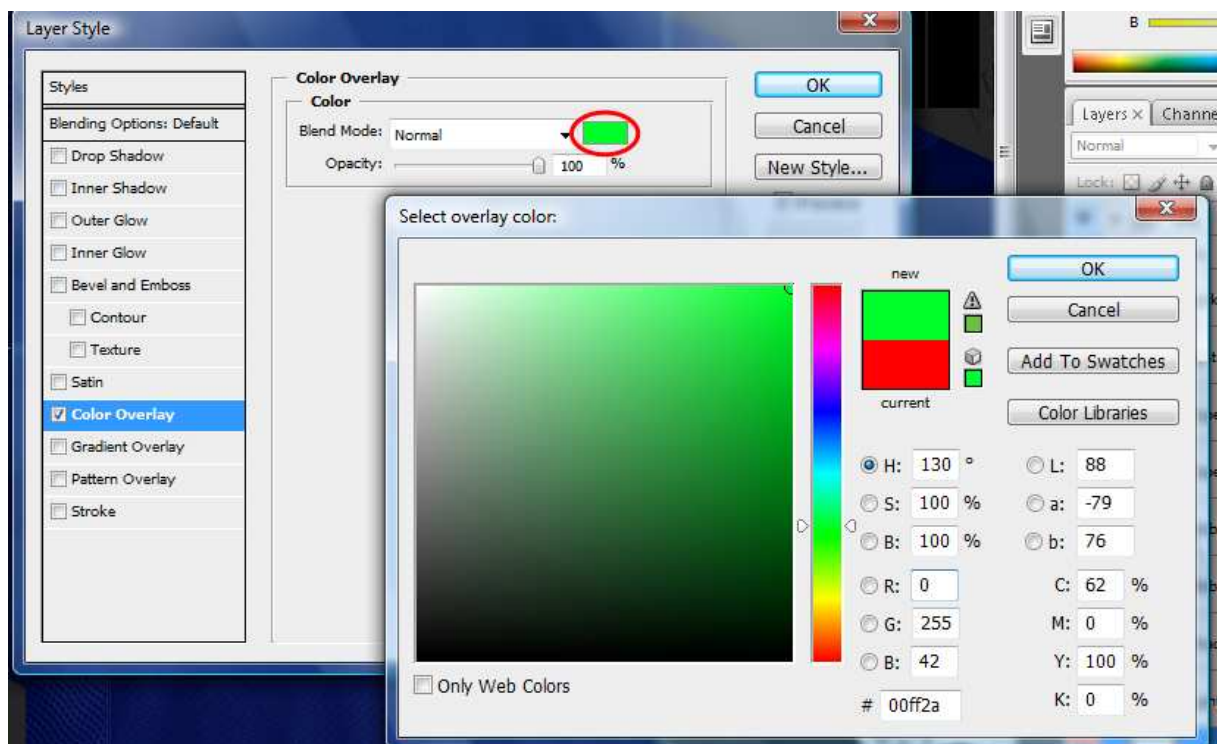 Layer Style
Styles
Blending Options: Default
Drop Shadow
Inner Shadow
Outer Glow
Inner Glow
Bevel and Emboss
Contour
Texture
Satin
Color Overlay
Gradient Overlay
Pattern Overlay
Stroke
Color Overlay
Color
Blend Mode: Normal
Opacity: 100 %
OK
Cancel
New Style...
B
Layers × Channe
Normal
Lock:
Select overlay color:
new
current
OK
Cancel
Add To Swatches
Color Libraries
H: 130 °
S: 100 %
B: 100 %
R: 0
G: 255
B: 42
# 00ff2a
L: 88
a: -79
b: 76
C: 62 %
M: 0 %
Y: 100 %
K: 0 %
Only Web Colors